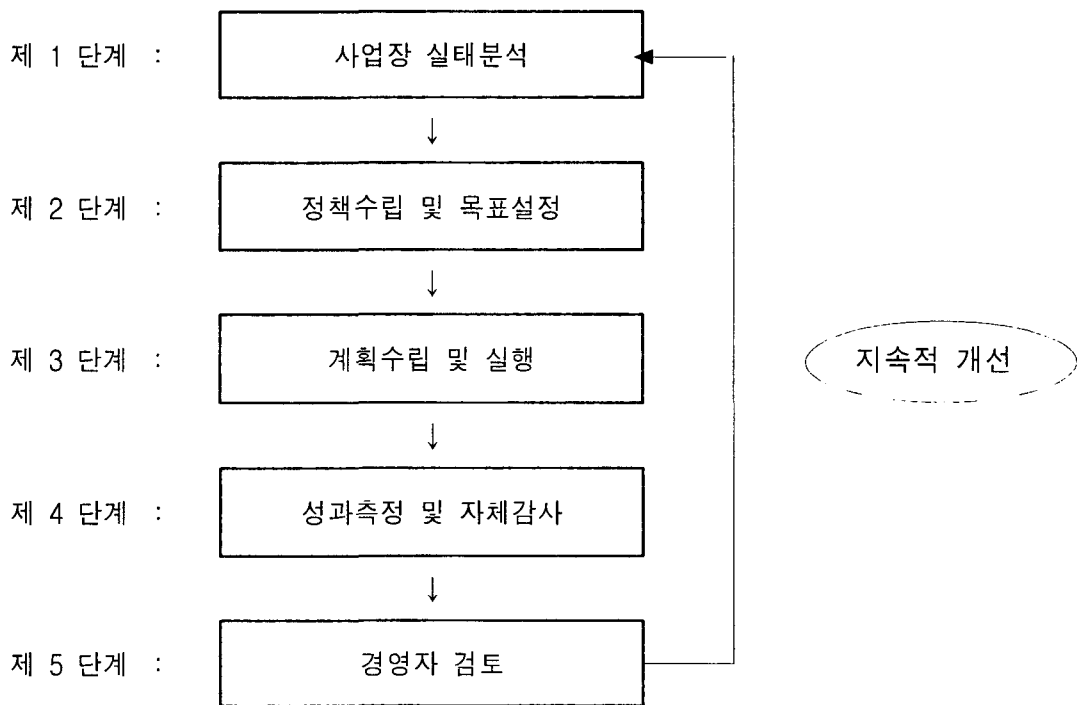 제 1 단계 : 사업장 실태분석
↓
제 2 단계 : 정책수립 및 목표설정
↓
제 3 단계 : 계획수립 및 실행
지속적 개선
↓
제 4 단계 : 성과측정 및 자체감사
↓
제 5 단계 : 경영자 검토